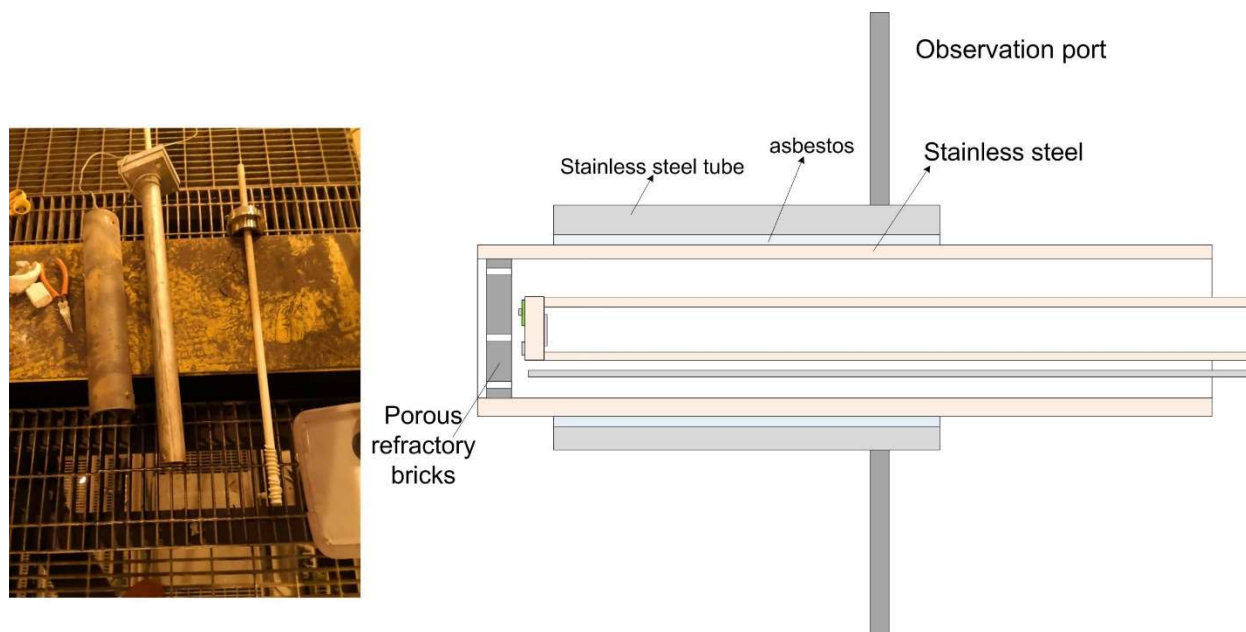 Observation port
asbestos
Stainless steel
Stainless steel tube
Porous
refractory
bricks